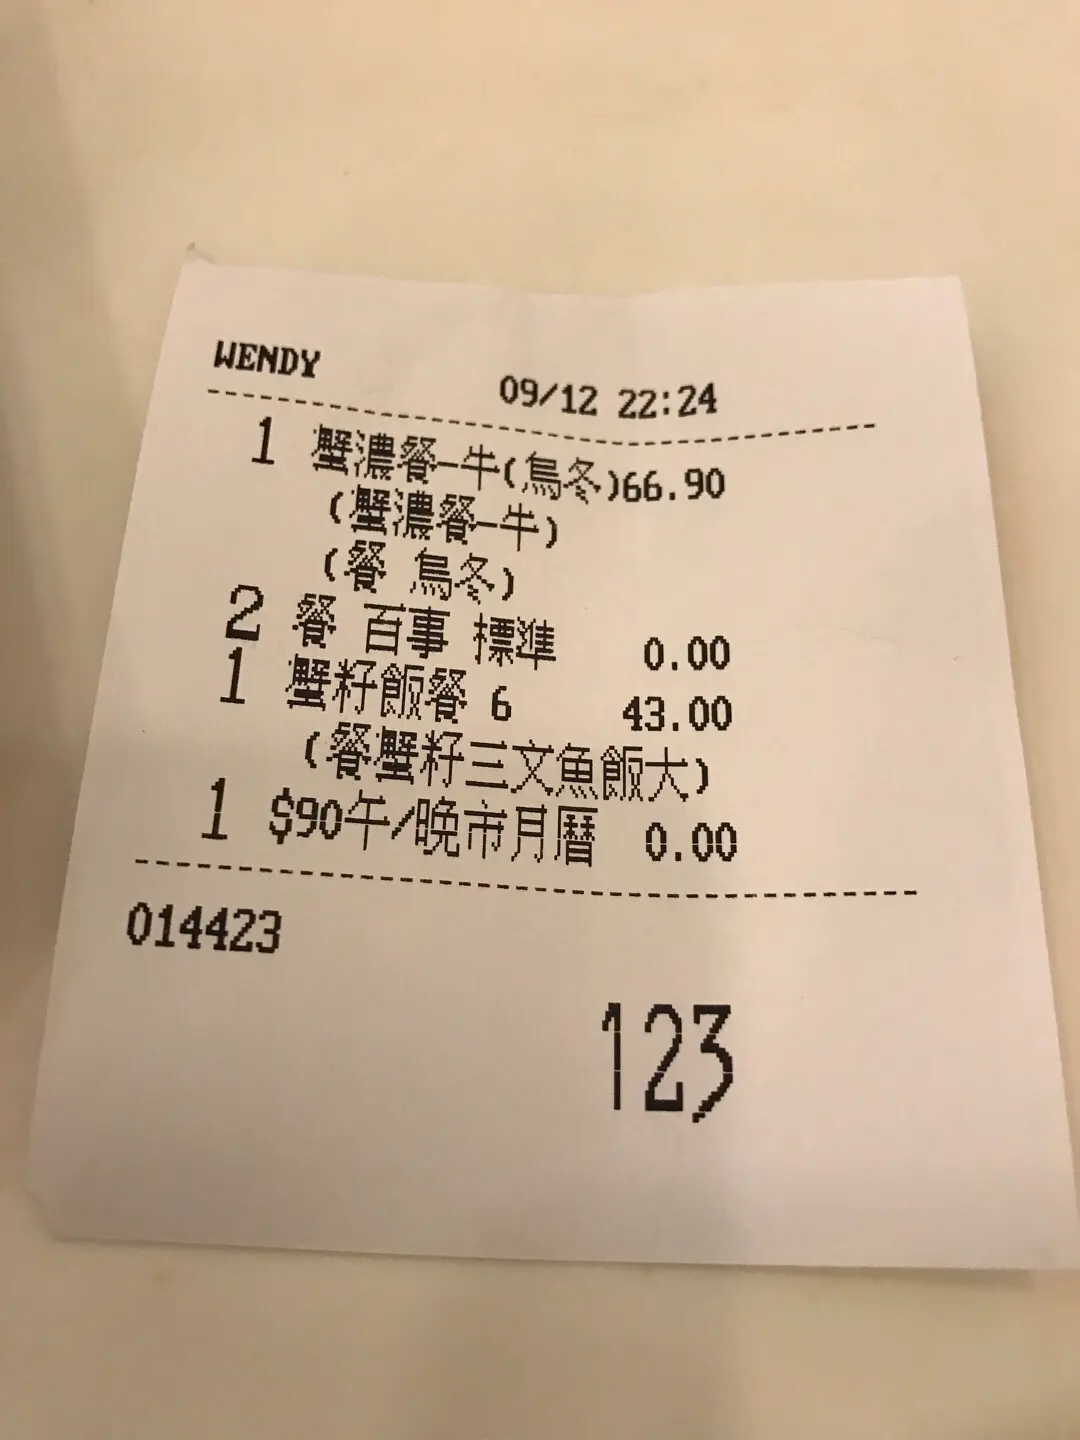 WENDY
09/12 22:24
1 蟹濃餐-牛(烏冬)66.90
(蟹濃餐-牛)
(餐 烏冬)
2 餐 百事 標準 0.00
1 蟹籽飯餐 6 43.00
(餐蟹籽三文魚飯大)
1 $90午/晚市月曆 0.00
014423
123